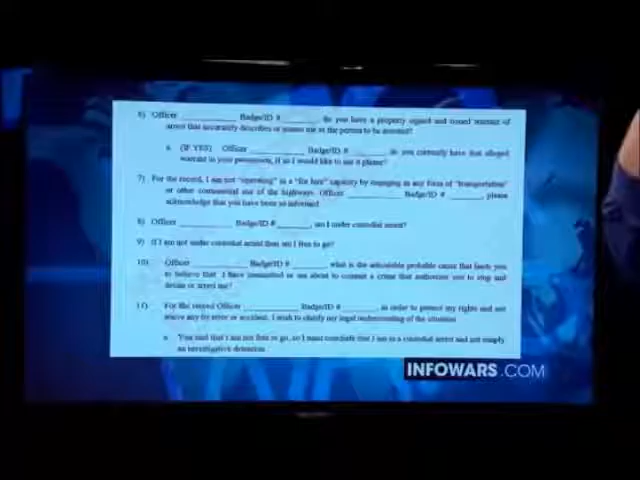 6) Officer ________ Badge/ID # ______, do you have a properly signed and issued warrant of
arrest that accurately describes or names me as the person to be arrested?
a. (IF YES) Officer ________ Badge/ID # ______, do you currently have that alleged
warrant in your possession, if so I would like to see it please?
7) For the record, I am not "operating" in a "for hire" capacity by engaging in any form of "transportation"
or other commercial use of the highways. Officer ________ Badge/ID # ______, please
acknowledge that you have been so informed.
8) Officer ________ Badge/ID # ______, am I under custodial arrest?
9) If I am not under custodial arrest then am I free to go?
10) Officer ________ Badge/ID # ______, what is the articulable probable cause that leads you
to believe that I have committed or am about to commit a crime that authorizes you to stop and
detain or arrest me?
11) For the record Officer ________ Badge/ID # ______, in order to protect my rights and not
waive any by error or accident, I wish to clarify my legal understanding of the situation.
a. You said that I am not free to go, so I must conclude that I am in a custodial arrest and not simply
an investigative detention.
INFOWARS.COM